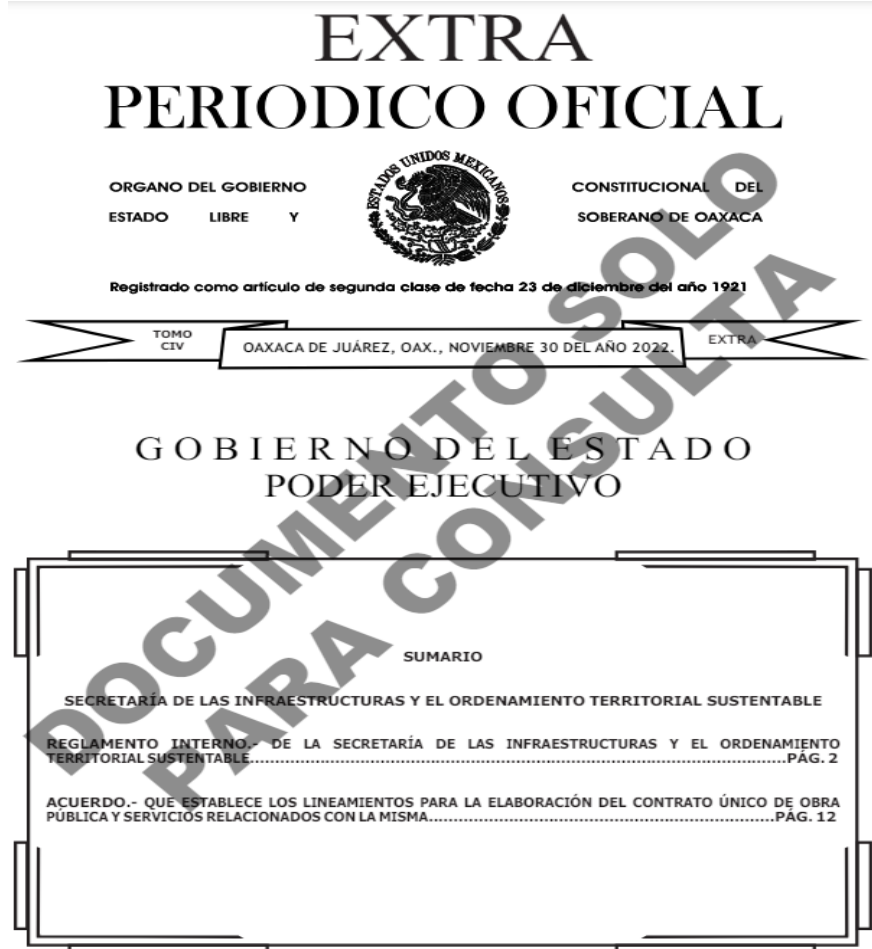 EXTRA
PERIODICO OFICIAL
ORGANO DEL GOBIERNO
ESTADO LIBRE Y
ESTADOS UNIDOS MEXICANOS
CONSTITUCIONAL DEL
SOBERANO DE OAXACA
Registrado como artículo de segunda clase de fecha 23 de diciembre del año 1921
TOMO
CIV
OAXACA DE JUÁREZ, OAX., NOVIEMBRE 30 DEL AÑO 2022.
EXTRA
GOBIERNO DEL ESTADO
PODER EJECUTIVO
DOCUMENTO SOLO
PARA CONSULTA
SUMARIO
SECRETARÍA DE LAS INFRAESTRUCTURAS Y EL ORDENAMIENTO TERRITORIAL SUSTENTABLE
REGLAMENTO INTERNO.- DE LA SECRETARÍA DE LAS INFRAESTRUCTURAS Y EL ORDENAMIENTO
TERRITORIAL SUSTENTABLE..........PÁG. 2
ACUERDO.- QUE ESTABLECE LOS LINEAMIENTOS PARA LA ELABORACIÓN DEL CONTRATO ÚNICO DE OBRA
PÚBLICA Y SERVICIOS RELACIONADOS CON LA MISMA..........PÁG. 12